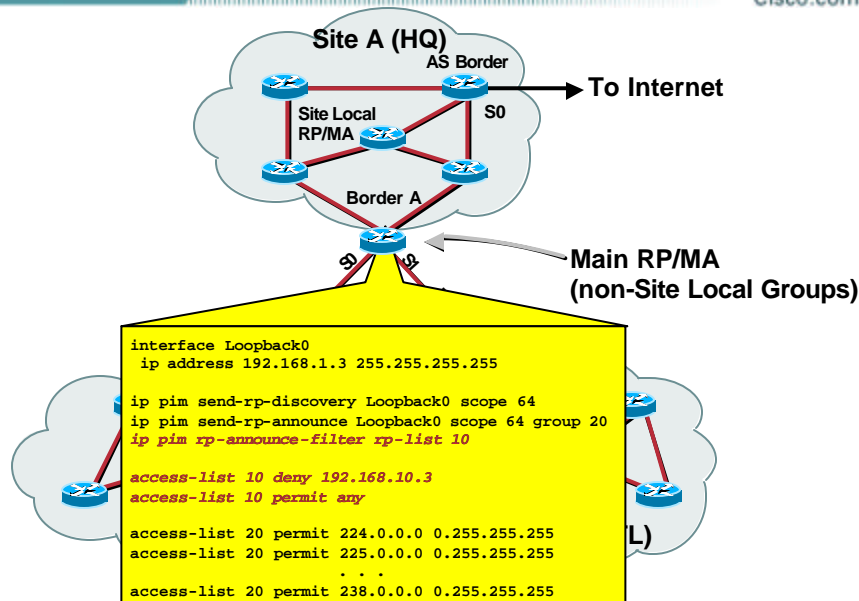 Cisco.com
Site A (HQ)
AS Border
To Internet
S0
Site Local
RP/MA
Border A
S0
S1
Main RP/MA
(non-Site Local Groups)
interface Loopback0
ip address 192.168.1.3 255.255.255.255
ip pim send-rp-discovery Loopback0 scope 64
ip pim send-rp-announce Loopback0 scope 64 group 20
ip pim rp-announce-filter rp-list 10
access-list 10 deny 192.168.10.3
access-list 10 permit any
access-list 20 permit 224.0.0.0 0.255.255.255
access-list 20 permit 225.0.0.0 0.255.255.255
. . .
access-list 20 permit 238.0.0.0 0.255.255.255
L)